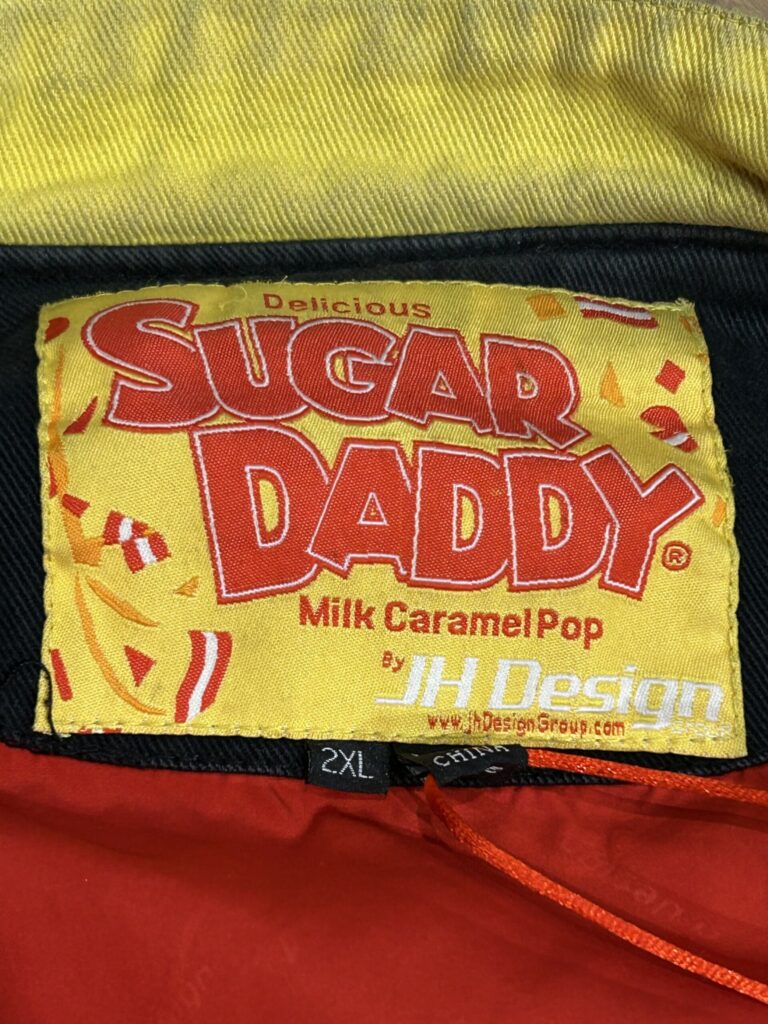 Delicious
SUGAR
DADDY®
Milk Caramel Pop
By JH Design
www.jhDesignGroup.com
2XL
CHINA